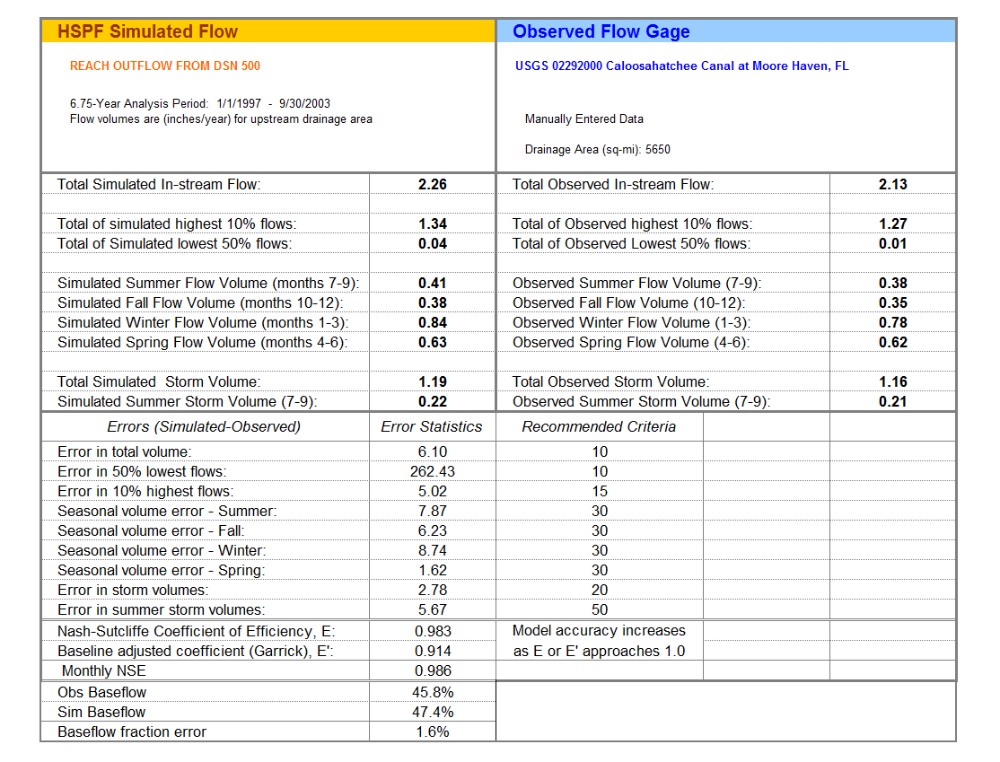 HSPF Simulated Flow
Observed Flow Gage
REACH OUTFLOW FROM DSN 500
USGS 02292000 Caloosahatchee Canal at Moore Haven, FL
6.75-Year Analysis Period:  1/1/1997  -  9/30/2003
Flow volumes are (inches/year) for upstream drainage area
Manually Entered Data
Drainage Area (sq-mi): 5650
Total Simulated In-stream Flow: 2.26 Total Observed In-stream Flow: 2.13
Total of simulated highest 10% flows: 1.34 Total of Observed highest 10% flows: 1.27
Total of Simulated lowest 50% flows: 0.04 Total of Observed Lowest 50% flows: 0.01
Simulated Summer Flow Volume (months 7-9): 0.41 Observed Summer Flow Volume (7-9): 0.38
Simulated Fall Flow Volume (months 10-12): 0.38 Observed Fall Flow Volume (10-12): 0.35
Simulated Winter Flow Volume (months 1-3): 0.84 Observed Winter Flow Volume (1-3): 0.78
Simulated Spring Flow Volume (months 4-6): 0.63 Observed Spring Flow Volume (4-6): 0.62
Total Simulated  Storm Volume: 1.19 Total Observed Storm Volume: 1.16
Simulated Summer Storm Volume (7-9): 0.22 Observed Summer Storm Volume (7-9): 0.21
Errors (Simulated-Observed) Error Statistics Recommended Criteria
Error in total volume: 6.10 10
Error in 50% lowest flows: 262.43 10
Error in 10% highest flows: 5.02 15
Seasonal volume error - Summer: 7.87 30
Seasonal volume error - Fall: 6.23 30
Seasonal volume error - Winter: 8.74 30
Seasonal volume error - Spring: 1.62 30
Error in storm volumes: 2.78 20
Error in summer storm volumes: 5.67 50
Nash-Sutcliffe Coefficient of Efficiency, E: 0.983 Model accuracy increases
Baseline adjusted coefficient (Garrick), E': 0.914 as E or E' approaches 1.0
Monthly NSE 0.986
Obs Baseflow 45.8%
Sim Baseflow 47.4%
Baseflow fraction error 1.6%